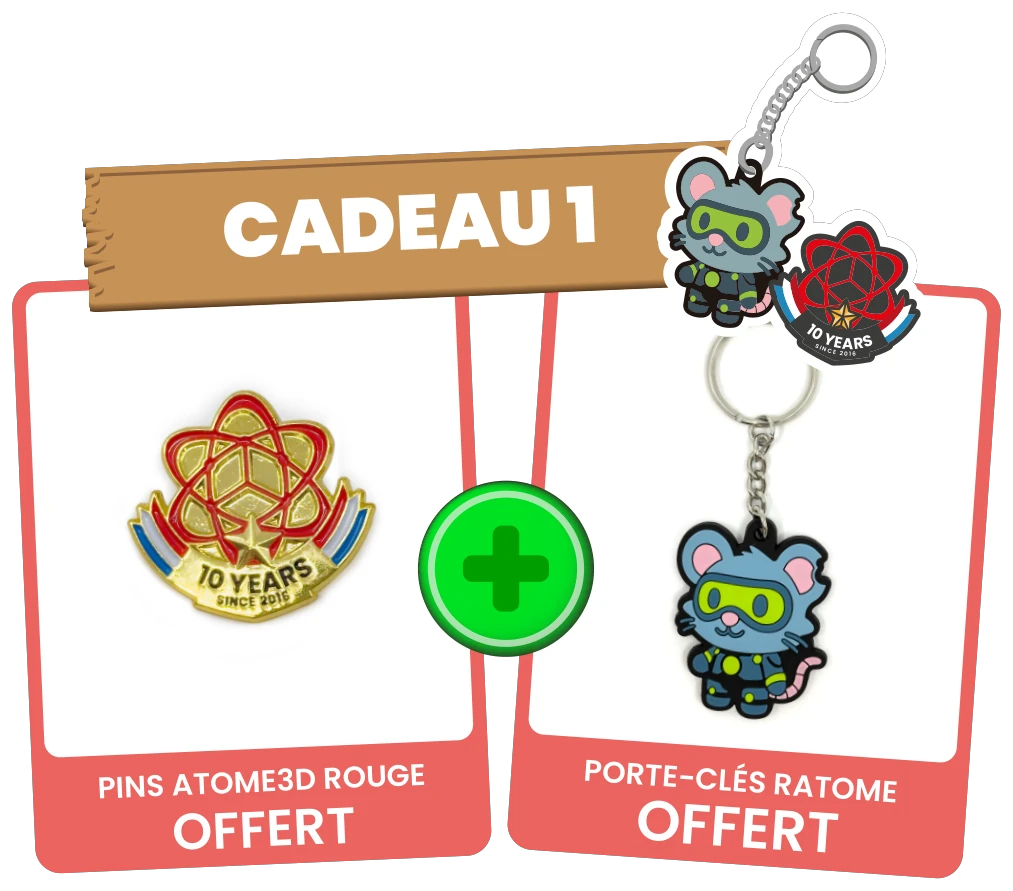 CADEAU 1
10 YEARS
SINCE 2016
10 YEARS
SINCE 2016
PINS ATOME3D ROUGE
OFFERT
PORTE-CLÉS RATOME
OFFERT